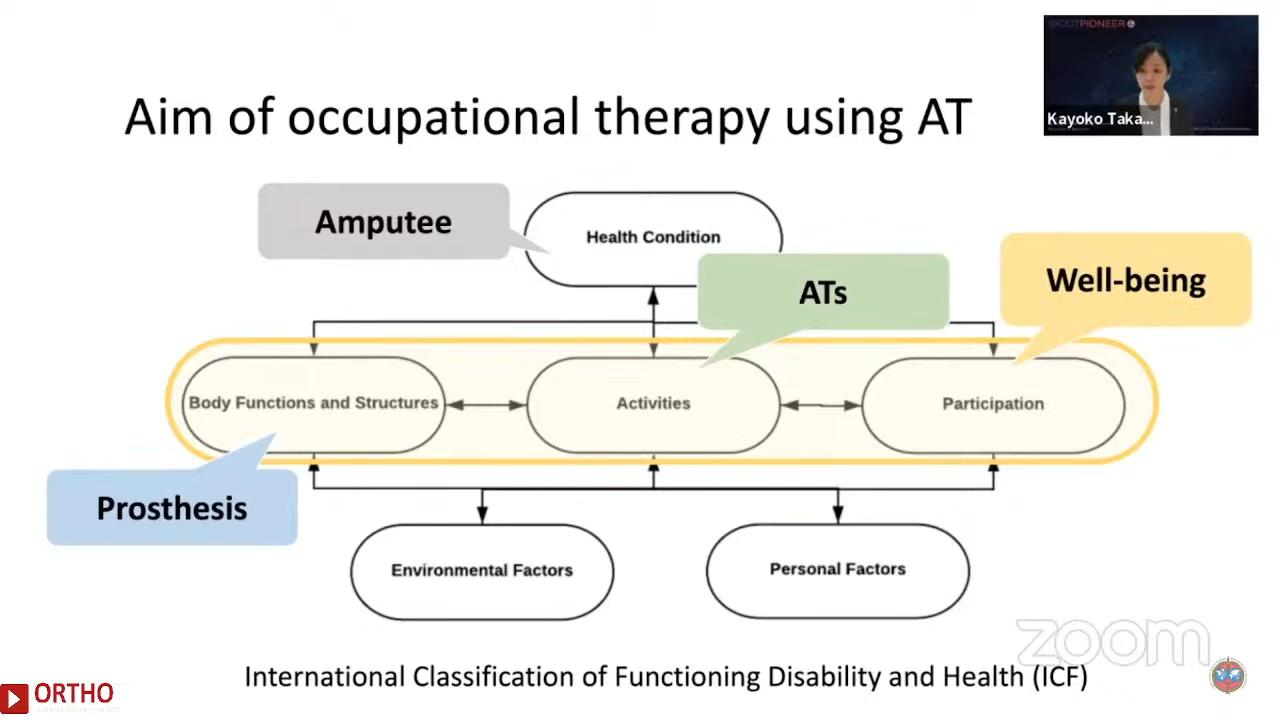 SICOTPIONEER
Kayoko Taka...
Aim of occupational therapy using AT
Amputee
Health Condition
ATs
Well-being
Body Functions and Structures
Activities
Participation
Prosthesis
Environmental Factors
Personal Factors
zoom
International Classification of Functioning Disability and Health (ICF)
ORTHO